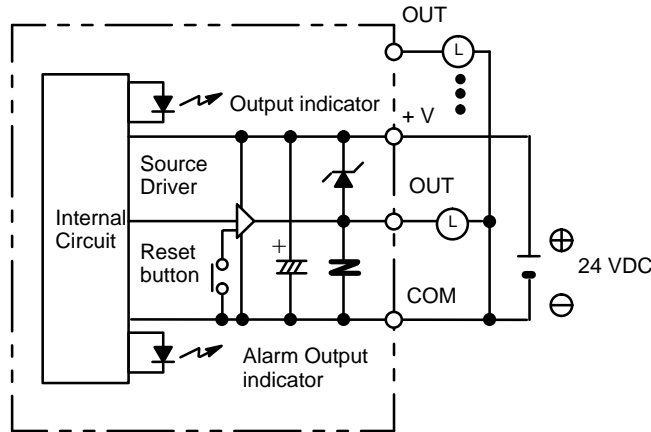 OUT
L
Output indicator
+ V
Source
Driver
OUT
Internal
Circuit
L
Reset
button
+
24 VDC
COM
Alarm Output
indicator